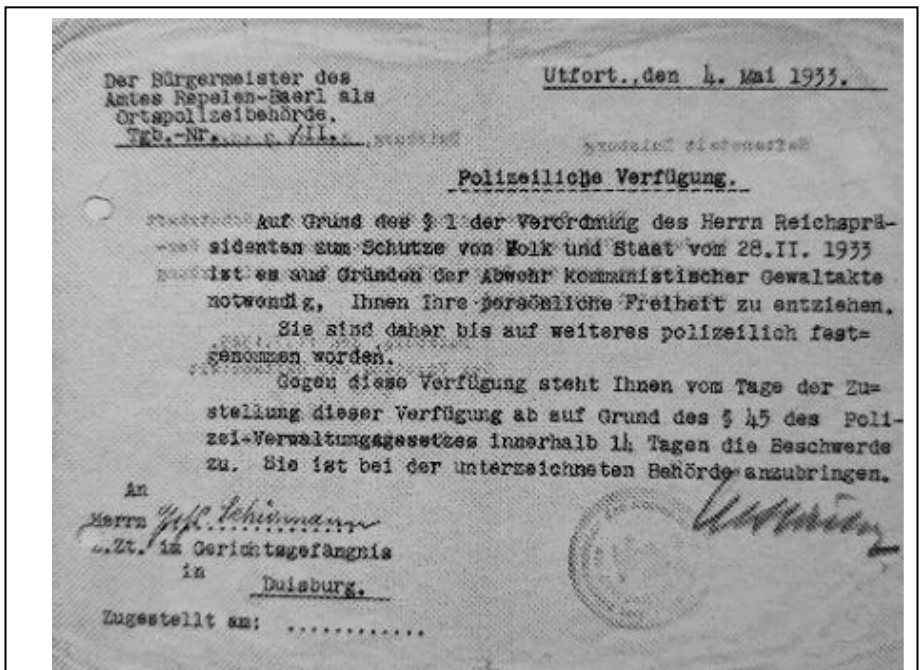 Der Bürgermeister des
Amtes Repelen-Baerl als
Ortspolizeibehörde.
Tgb.-Nr. /II.
Utfort.,den 4. Mai 1933.
Polizeiliche Verfügung.
Auf Grund des § 1 der Verordnung des Herrn Reichsprä-
sidenten zum Schutze von Volk und Staat vom 28.II. 1933
ist es aus Gründen der Abwehr kommunistischer Gewaltakte
notwendig, Ihnen Ihre persönliche Freiheit zu entziehen.
Sie sind daher bis auf weiteres polizeilich fest=
genommen worden.
Gegen diese Verfügung steht Ihnen vom Tage der Zu=
stellung dieser Verfügung ab auf Grund des § 45 des Poli-
zei-Verwaltungsgesetzes innerhalb 14 Tagen die Beschwerde
zu. Sie ist bei der unterzeichneten Behörde anzubringen.
An
Herrn Schürmann
z.Zt. im Gerichtsgefängnis
in
Duisburg.
Zugestellt am: .............